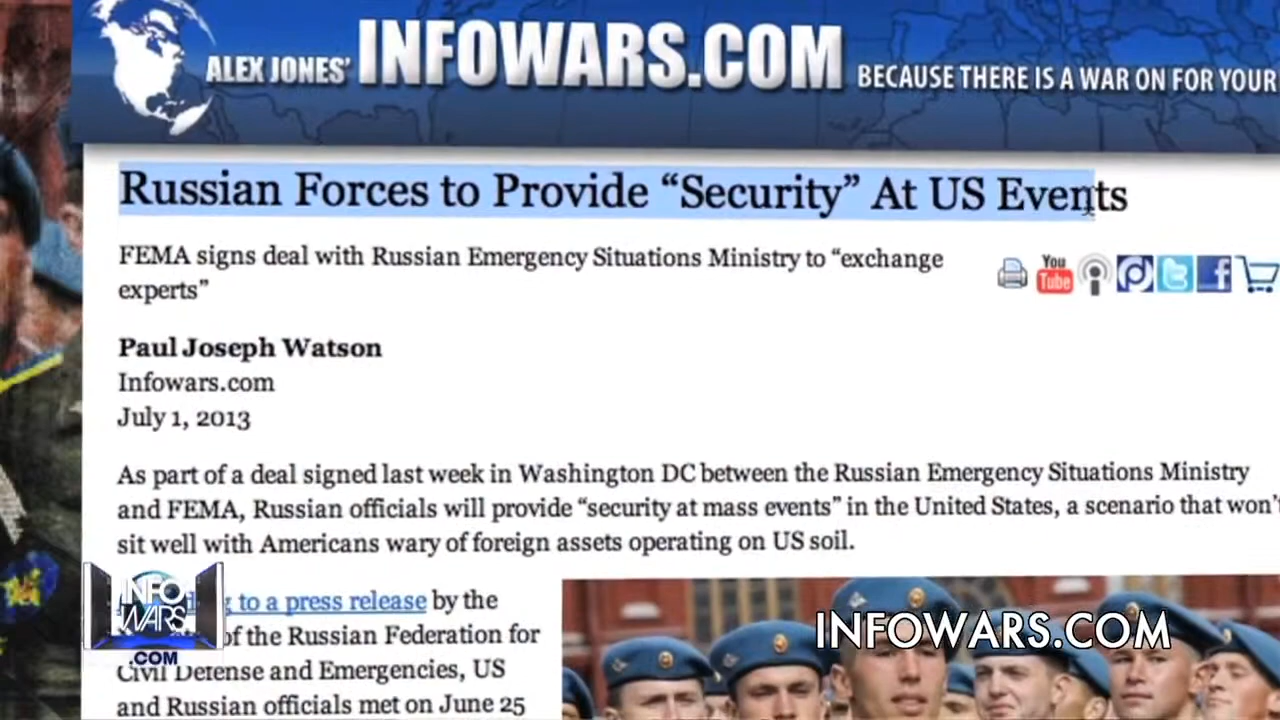 ALEX JONES' INFOWARS.COM BECAUSE THERE IS A WAR ON FOR YOUR
Russian Forces to Provide “Security” At US Events
FEMA signs deal with Russian Emergency Situations Ministry to “exchange
experts”
You
Tube
Paul Joseph Watson
Infowars.com
July 1, 2013
As part of a deal signed last week in Washington DC between the Russian Emergency Situations Ministry
and FEMA, Russian officials will provide “security at mass events” in the United States, a scenario that won't
sit well with Americans wary of foreign assets operating on US soil.
to a press release by the
of the Russian Federation for
Civil Defense and Emergencies, US
and Russian officials met on June 25
INFO
WARS
.COM
INFOWARS.COM